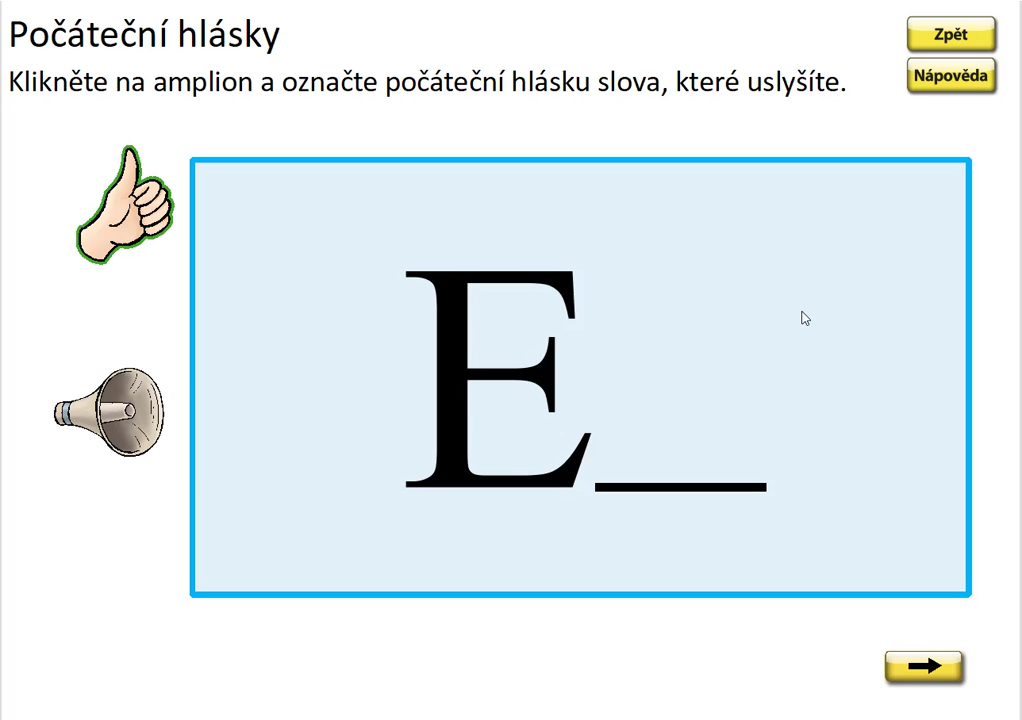 Počáteční hlásky
Zpět
Klikněte na amplion a označte počáteční hlásku slova, které uslyšíte.
Nápověda
E_